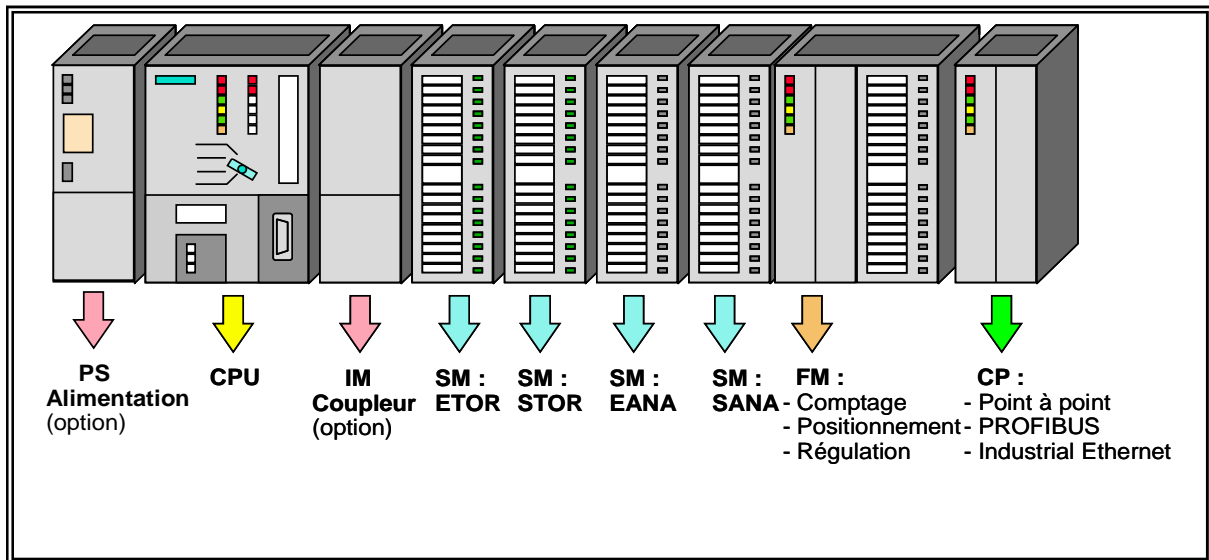 PS
Alimentation
(option)
CPU
IM
Coupleur
(option)
SM :
ETOR
SM :
STOR
SM :
EANA
SM :
SANA
FM :
- Comptage
- Positionnement
- Régulation
CP :
- Point à point
- PROFIBUS
- Industrial Ethernet